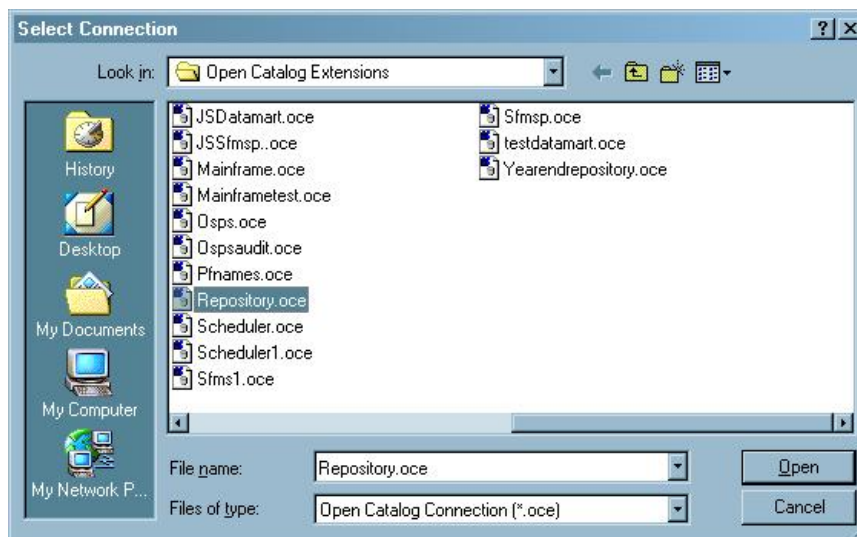 Select Connection
Look in: Open Catalog Extensions
History
Desktop
My Documents
My Computer
My Network P...
JSDatamart.oce
JSSfmsp..oce
Mainframe.oce
Mainframetest.oce
Osps.oce
Ospsaudit.oce
Pfnames.oce
Repository.oce
Scheduler.oce
Scheduler1.oce
Sfms1.oce
Sfmsp.oce
testdatamart.oce
Yearendrepository.oce
File name: Repository.oce Open
Files of type: Open Catalog Connection (*.oce) Cancel